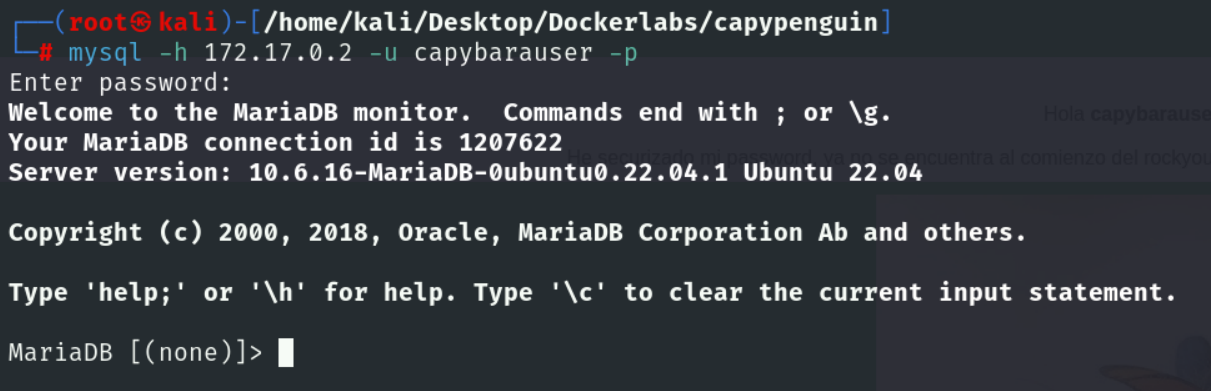 ┌──(root㉿kali)-[/home/kali/Desktop/Dockerlabs/capypenguin]
└─# mysql -h 172.17.0.2 -u capybarauser -p
Enter password:
Welcome to the MariaDB monitor.  Commands end with ; or \g.
Hola capybarause
Your MariaDB connection id is 1207622
He securizado mi password, ya no se encuentra al comienzo del rockyou
Server version: 10.6.16-MariaDB-0ubuntu0.22.04.1 Ubuntu 22.04
Copyright (c) 2000, 2018, Oracle, MariaDB Corporation Ab and others.
Type 'help;' or '\h' for help. Type '\c' to clear the current input statement.
MariaDB [(none)]>